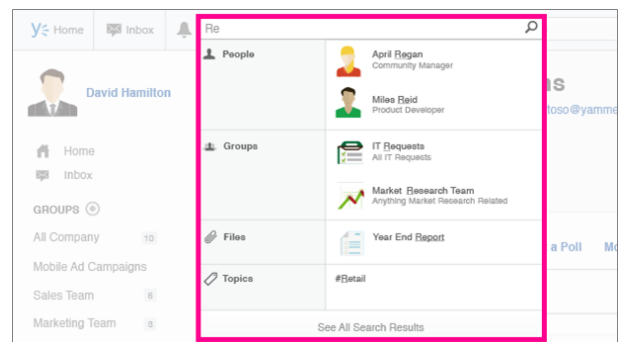 Home
Inbox
Re
David Hamilton
Home
Inbox
GROUPS
All Company 10
Mobile Ad Campaigns
Sales Team 6
Marketing Team 8
People
April Regan
Community Manager
Miles Reid
Product Developer
Groups
IT Requests
All IT Requests
Market Research Team
Anything Market Research Related
Files
Year End Report
Topics
#Retail
See All Search Results
toso@yamme
a Poll